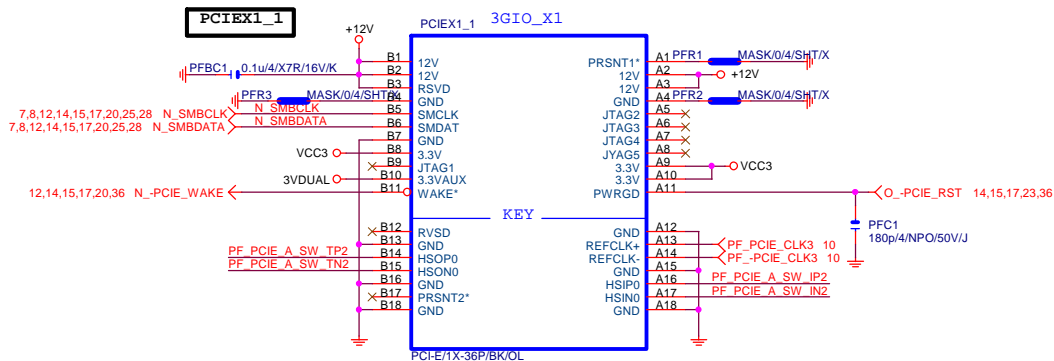 PCIEX1_1
+12V
PCIEX1_1
3GIO_X1
PFBC1 0.1u/4/X7R/16V/K
B1 12V
B2 12V
B3 RSVD
PFR3 MASK/0/4/SHT/X
B4 GND
7,8,12,14,15,17,20,25,28 N_SMBCLK N_SMBCLK B5 SMCLK
7,8,12,14,15,17,20,25,28 N_SMBDATA N_SMBDATA B6 SMDAT
B7 GND
VCC3 B8 3.3V
B9 JTAG1
3VDUAL B10 3.3VAUX
12,14,15,17,20,36 N_-PCIE_WAKE B11 WAKE*
KEY
B12 RVSD
B13 GND
PF_PCIE_A_SW_TP2 B14 HSOP0
PF_PCIE_A_SW_TN2 B15 HSON0
B16 GND
B17 PRSNT2*
B18 GND
PRSNT1* A1 PFR1 MASK/0/4/SHT/X
12V A2 +12V
12V A3
GND A4 PFR2 MASK/0/4/SHT/X
JTAG2 A5
JTAG3 A6
JTAG4 A7
JYAG5 A8
3.3V A9 VCC3
3.3V A10
PWRGD A11 O_-PCIE_RST 14,15,17,23,36
PFC1
180p/4/NPO/50V/J
GND A12
REFCLK+ A13 PF_PCIE_CLK3 10
REFCLK- A14 PF_-PCIE_CLK3 10
GND A15
HSIP0 A16 PF_PCIE_A_SW_IP2
HSIN0 A17 PF_PCIE_A_SW_IN2
GND A18
PCI-E/1X-36P/BK/OL